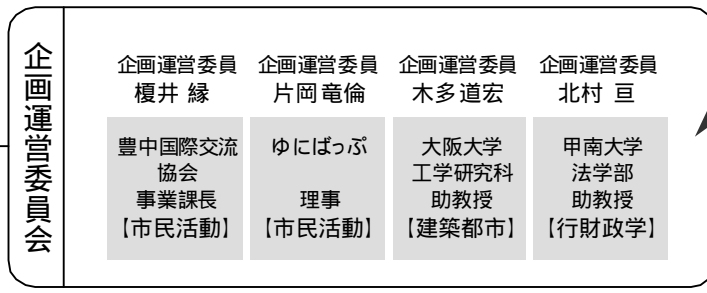 企画運営委員会
企画運営委員
榎井 縁
豊中国際交流
協会
事業課長
【市民活動】
企画運営委員
片岡竜倫
ゆにばっぷ
理事
【市民活動】
企画運営委員
木多道宏
大阪大学
工学研究科
助教授
【建築都市】
企画運営委員
北村 亘
甲南大学
法学部
助教授
【行財政学】